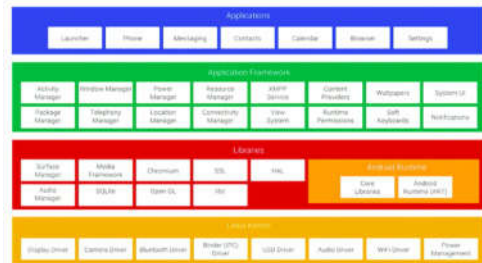 Applications
Launcher Phone Messaging Contacts Calendar Browser Settings
Application Framework
Activity Manager Window Manager Power Manager Resource Manager XMPP Service Content Providers Wallpapers System UI
Package Manager Telephony Manager Location Manager Connectivity Manager View System Runtime Permissions Soft Keyboards Notifications
Libraries
Surface Manager Media Framework Chromium SSL HAL
Audio Manager SQLite Open GL
Android Runtime
Core Libraries Android Runtime (ART)
Linux Kernel
Display Driver Camera Driver Bluetooth Driver Binder (IPC) Driver USB Driver Audio Driver WiFi Driver Power Management